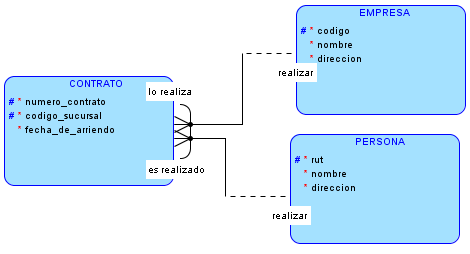 EMPRESA
# * codigo
* nombre
* direccion
realizar
CONTRATO
# * numero_contrato
# * codigo_sucursal
* fecha_de_arriendo
lo realiza
es realizado
PERSONA
# * rut
* nombre
* direccion
realizar